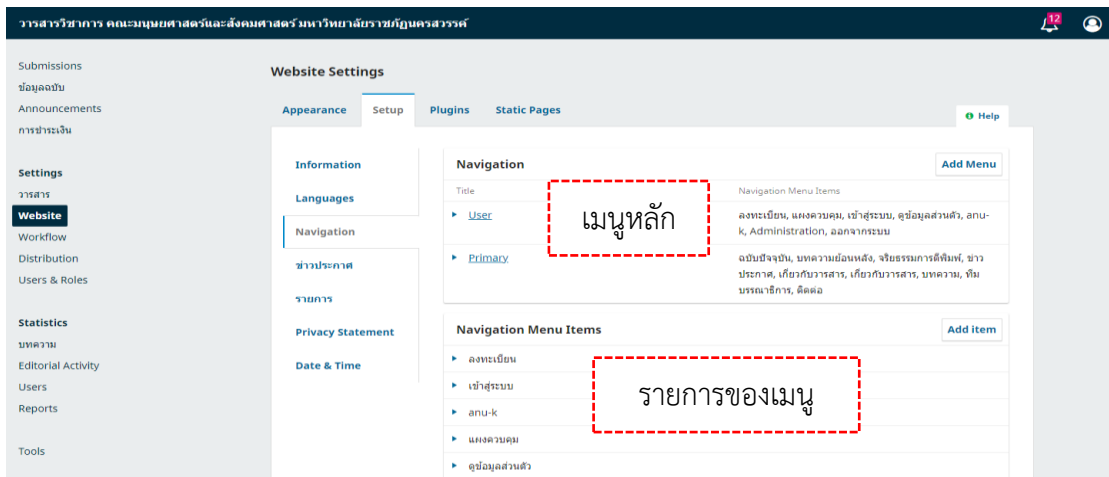 วารสารวิชาการ คณะมนุษยศาสตร์และสังคมศาสตร์ มหาวิทยาลัยราชภัฏนครสวรรค์
12
Submissions
ข้อมูลฉบับ
Announcements
การชำระเงิน
Settings
วารสาร
Website
Workflow
Distribution
Users & Roles
Statistics
บทความ
Editorial Activity
Users
Reports
Tools
Website Settings
Appearance Setup Plugins Static Pages
Help
Information
Languages
Navigation
ข่าวประกาศ
รายการ
Privacy Statement
Date & Time
Navigation Add Menu
Title Navigation Menu Items
User
ลงทะเบียน, แผงควบคุม, เข้าสู่ระบบ, ดูข้อมูลส่วนตัว, anu-
k, Administration, ออกจากระบบ
เมนูหลัก
Primary
ฉบับปัจจุบัน, บทความย้อนหลัง, จริยธรรมการตีพิมพ์, ข่าว
ประกาศ, เกี่ยวกับวารสาร, เกี่ยวกับวารสาร, บทความ, ทีม
บรรณาธิการ, ติดต่อ
Navigation Menu Items Add item
ลงทะเบียน
เข้าสู่ระบบ
anu-k
แผงควบคุม
ดูข้อมูลส่วนตัว
รายการของเมนู